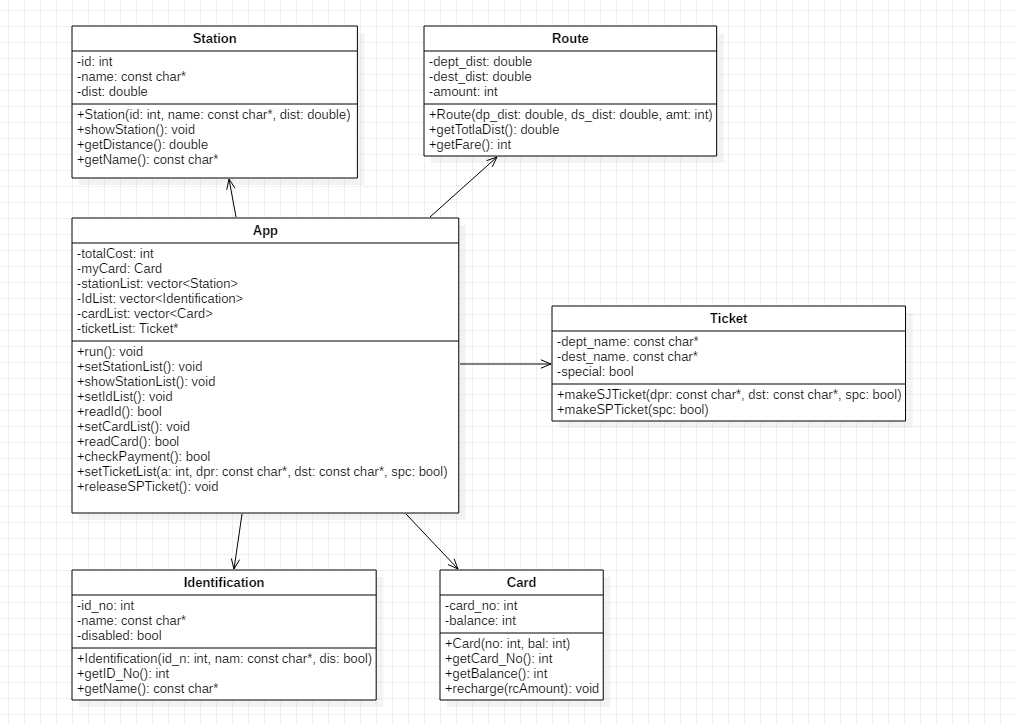 Station
-id: int
-name: const char*
-dist: double
+Station(id: int, name: const char*, dist: double)
+showStation(): void
+getDistance(): double
+getName(): const char*
Route
-dept_dist: double
-dest_dist: double
-amount: int
+Route(dp_dist: double, ds_dist: double, amt: int)
+getTotlaDist(): double
+getFare(): int
App
-totalCost: int
-myCard: Card
-stationList: vector<Station>
-IdList: vector<Identification>
-cardList: vector<Card>
-ticketList: Ticket*
+run(): void
+setStationList(): void
+showStationList(): void
+setIdList(): void
+readId(): bool
+setCardList(): void
+readCard(): bool
+checkPayment(): bool
+setTicketList(a: int, dpr: const char*, dst: const char*, spc: bool)
+releaseSPTicket(): void
Ticket
-dept_name: const char*
-dest_name. const char*
-special: bool
+makeSJTicket(dpr: const char*, dst: const char*, spc: bool)
+makeSPTicket(spc: bool)
Identification
-id_no: int
-name: const char*
-disabled: bool
+Identification(id_n: int, nam: const char*, dis: bool)
+getID_No(): int
+getName(): const char*
Card
-card_no: int
-balance: int
+Card(no: int, bal: int)
+getCard_No(): int
+getBalance(): int
+recharge(rcAmount): void